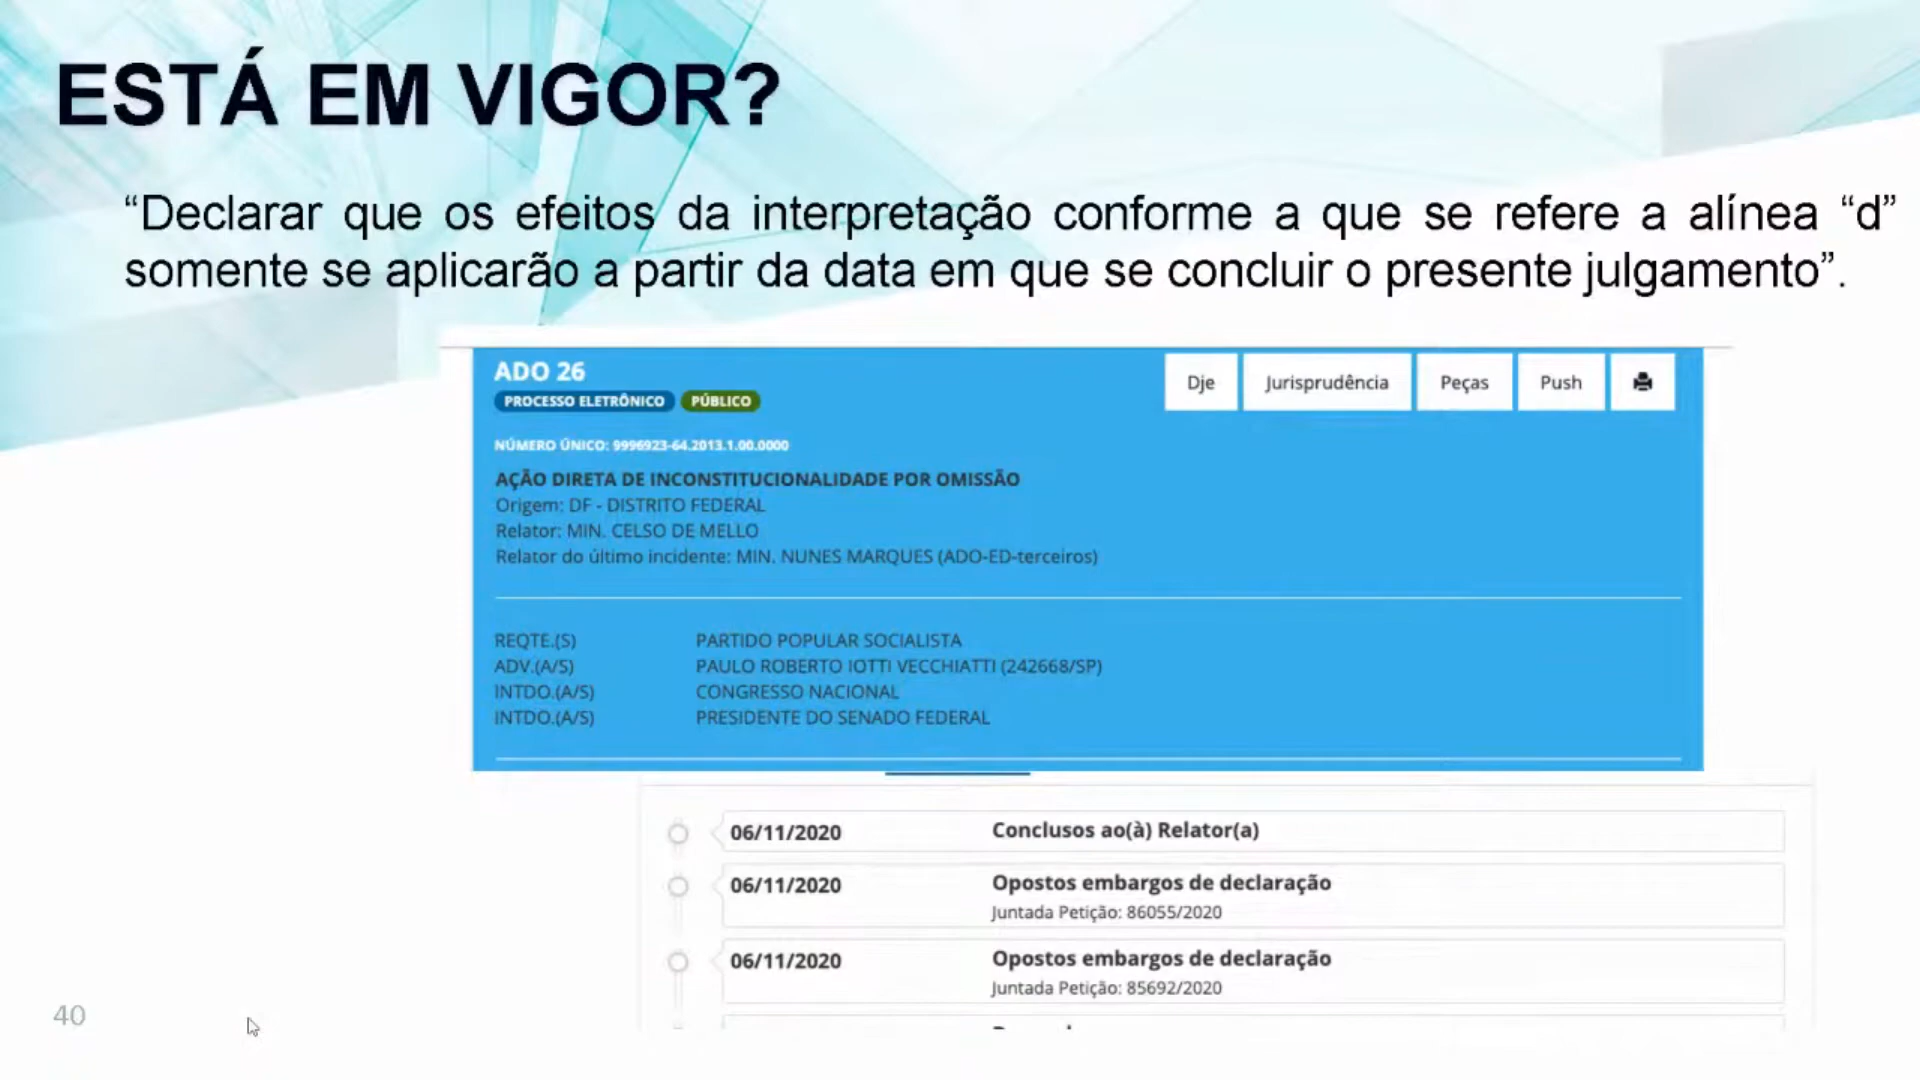 ESTÁ EM VIGOR?
“Declarar que os efeitos da interpretação conforme a que se refere a alínea “d”
somente se aplicarão a partir da data em que se concluir o presente julgamento”.
ADO 26
PROCESSO ELETRÔNICO PÚBLICO
Dje Jurisprudência Peças Push
NÚMERO ÚNICO: 9996923-64.2013.1.00.0000
AÇÃO DIRETA DE INCONSTITUCIONALIDADE POR OMISSÃO
Origem: DF - DISTRITO FEDERAL
Relator: MIN. CELSO DE MELLO
Relator do último incidente: MIN. NUNES MARQUES (ADO-ED-terceiros)
REQTE.(S) PARTIDO POPULAR SOCIALISTA
ADV.(A/S) PAULO ROBERTO IOTTI VECCHIATTI (242668/SP)
INTDO.(A/S) CONGRESSO NACIONAL
INTDO.(A/S) PRESIDENTE DO SENADO FEDERAL
06/11/2020 Conclusos ao(à) Relator(a)
06/11/2020 Opostos embargos de declaração
Juntada Petição: 86055/2020
06/11/2020 Opostos embargos de declaração
Juntada Petição: 85692/2020
40